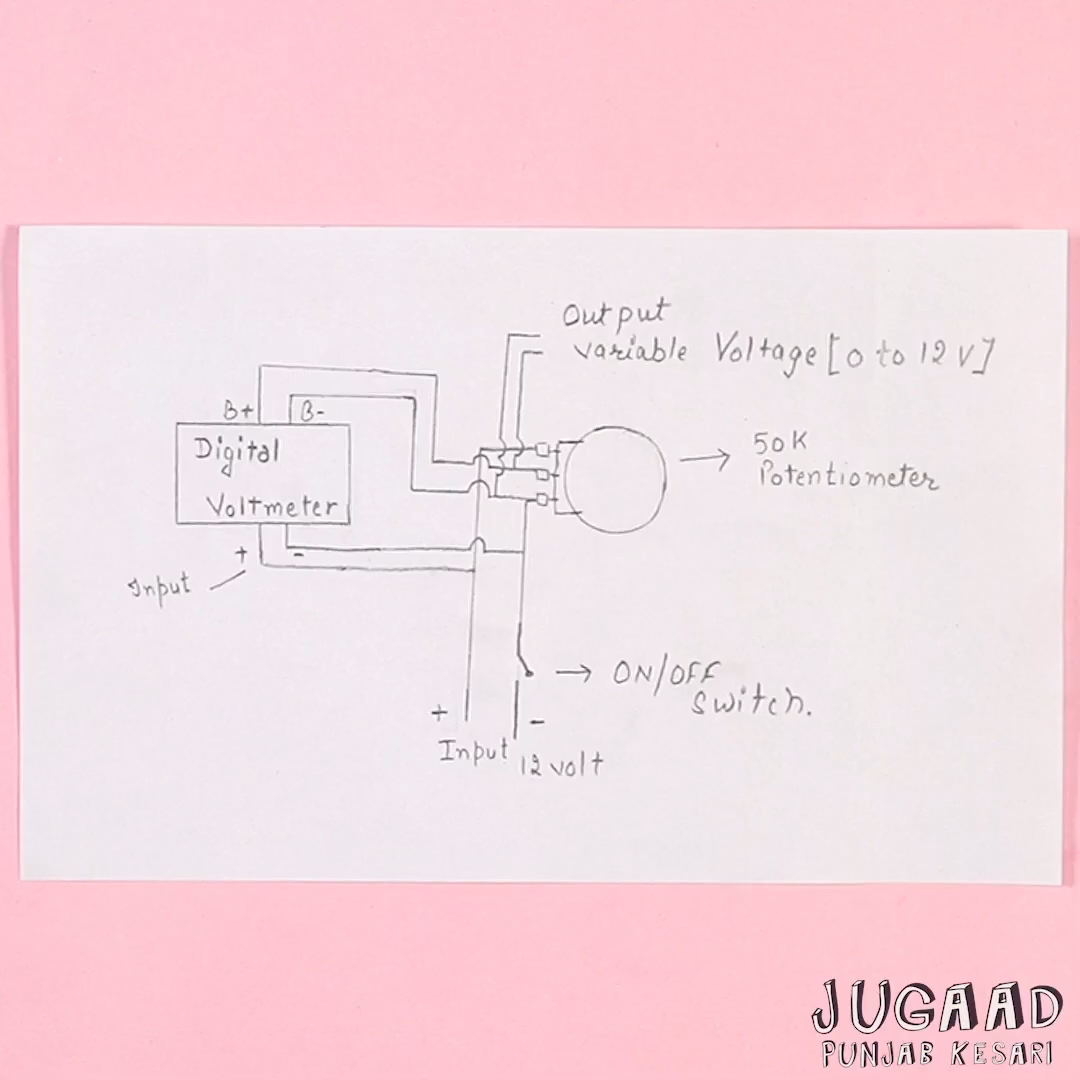 Output
variable Voltage [0 to 12 V]
B+ B-
Digital
Voltmeter
50K
Potentiometer
+ -
Input
ON/OFF
Switch.
+ -
Input 12 volt
JUGAAD
PUNJAB KESARI